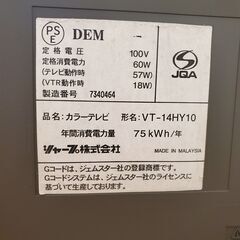 PS
E
DEM
定格電圧 100V
定格消費電力 60W
(テレビ動作時) 57W)
(VTR動作時) 18W)
製造番号 7340464
JQA
品名:カラーテレビ 形名:VT-14HY10
年間消費電力量 75kWh/年
シャープ株式会社 MADE IN MALAYSIA
Gコードは、ジェムスター社の登録商標です。
Gコードシステムは、ジェムスター社のライセンスに
基づいて生産しております。